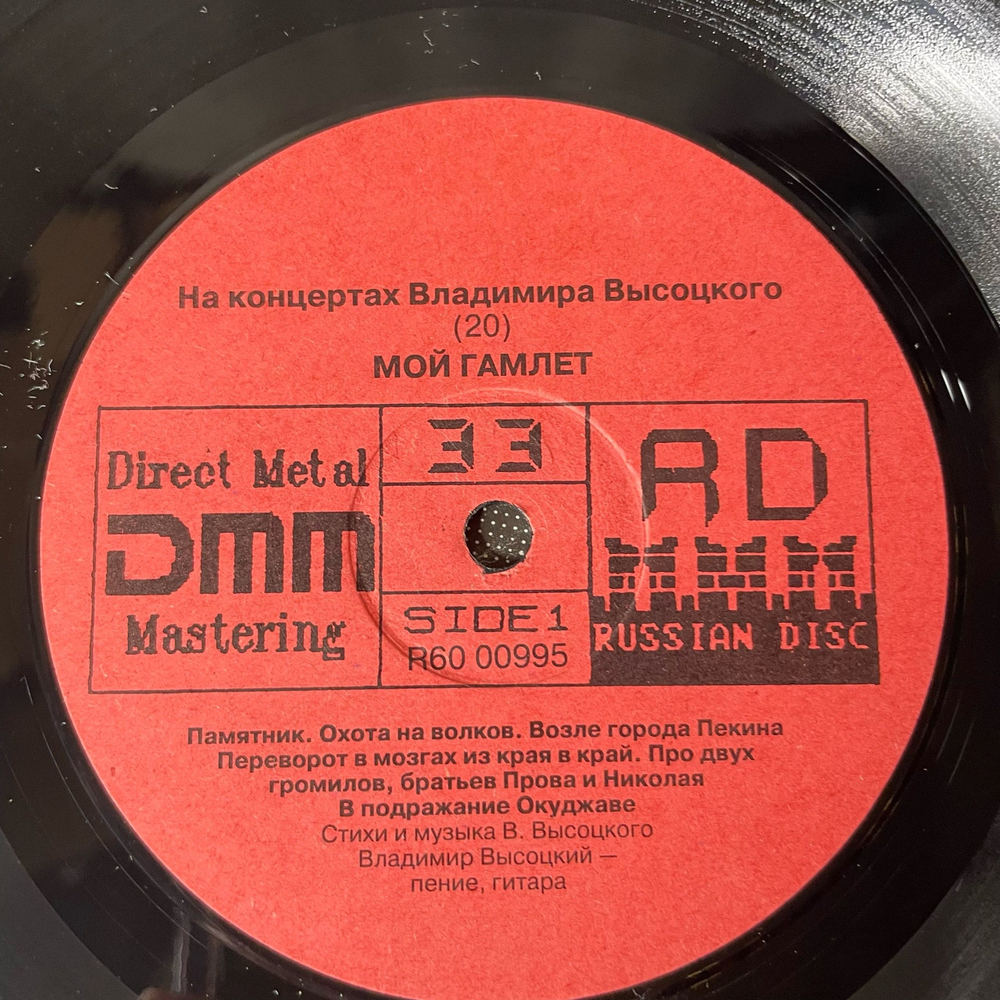 На концертах Владимира Высоцкого
(20)
МОЙ ГАМЛЕТ
Direct Metal
DMM
Mastering
33
SIDE 1
R60 00995
RD
RUSSIAN DISC
Памятник. Охота на волков. Возле города Пекина
Переворот в мозгах из края в край. Про двух
громилов, братьев Прова и Николая
В подражание Окуджаве
Стихи и музыка В. Высоцкого
Владимир Высоцкий —
пение, гитара